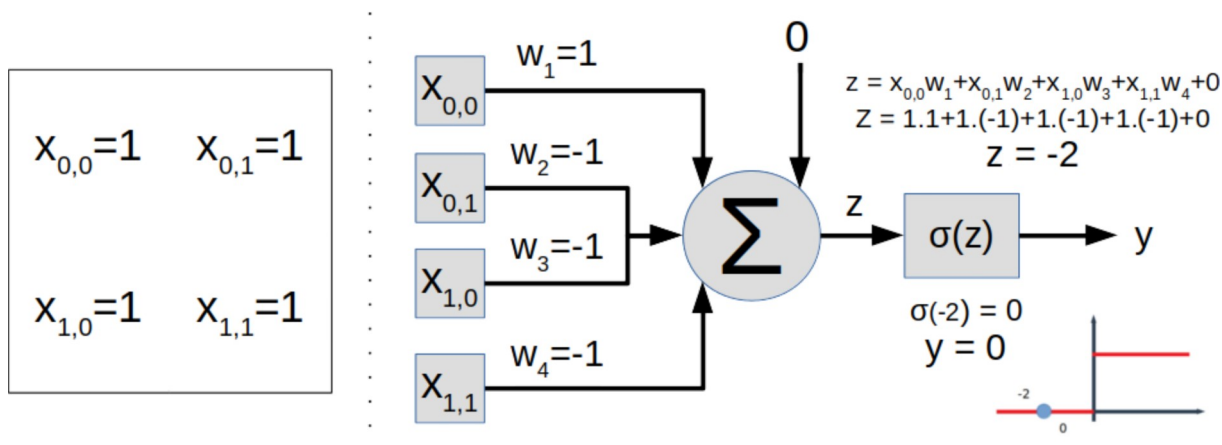 x0,0=1 x0,1=1
x1,0=1 x1,1=1
x0,0
w1=1
x0,1
w2=-1
x1,0
w3=-1
x1,1
w4=-1
0
Σ
z
σ(z)
y
z = x0,0w1+x0,1w2+x1,0w3+x1,1w4+0
Z = 1.1+1.(-1)+1.(-1)+1.(-1)+0
z = -2
σ(-2) = 0
y = 0
-2
0